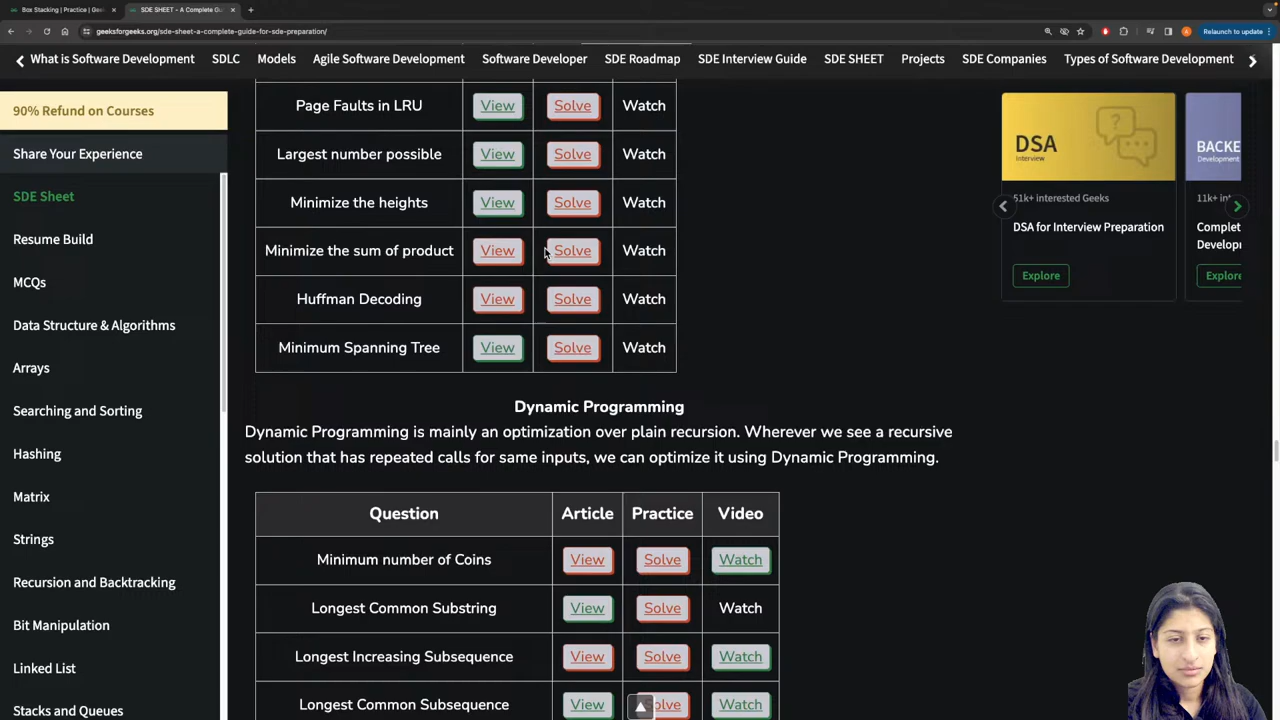 Box Stacking | Practice | Gee
SDE SHEET - A Complete Gu
geeksforgeeks.org/sde-sheet-a-complete-guide-for-sde-preparation/
Relaunch to update
What is Software Development SDLC Models Agile Software Development Software Developer SDE Roadmap SDE Interview Guide SDE SHEET Projects SDE Companies Types of Software Development
90% Refund on Courses
Share Your Experience
SDE Sheet
Resume Build
MCQs
Data Structure & Algorithms
Arrays
Searching and Sorting
Hashing
Matrix
Strings
Recursion and Backtracking
Bit Manipulation
Linked List
Stacks and Queues
Page Faults in LRU View Solve Watch
Largest number possible View Solve Watch
Minimize the heights View Solve Watch
Minimize the sum of product View Solve Watch
Huffman Decoding View Solve Watch
Minimum Spanning Tree View Solve Watch
Dynamic Programming
Dynamic Programming is mainly an optimization over plain recursion. Wherever we see a recursive
solution that has repeated calls for same inputs, we can optimize it using Dynamic Programming.
Question Article Practice Video
Minimum number of Coins View Solve Watch
Longest Common Substring View Solve Watch
Longest Increasing Subsequence View Solve Watch
Longest Common Subsequence View Solve Watch
DSA
Interview
51k+ interested Geeks
DSA for Interview Preparation
Explore
BACKE
Development
11k+ int
Complet
Develop
Explore